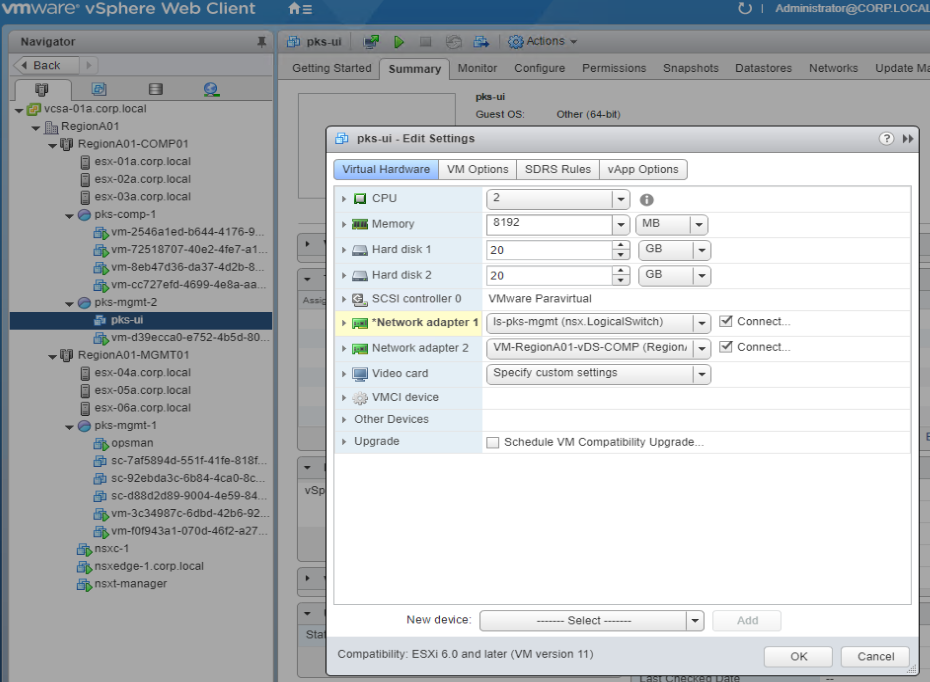 vmware® vSphere Web Client
Administrator@CORP.LOCAL
Navigator
Back
vcsa-01a.corp.local
RegionA01
RegionA01-COMP01
esx-01a.corp.local
esx-02a.corp.local
esx-03a.corp.local
pks-comp-1
vm-2546a1ed-b644-4176-9...
vm-72518707-40e2-4fe7-a1...
vm-8eb47d36-da37-4d2b-8...
vm-cc727efd-4699-4e8a-aa...
pks-mgmt-2
pks-ui
vm-d39ecca0-e752-4b5d-80...
RegionA01-MGMT01
esx-04a.corp.local
esx-05a.corp.local
esx-06a.corp.local
pks-mgmt-1
opsman
sc-7af5894d-551f-41fe-818f...
sc-92ebda3c-6b84-4ca0-8c...
sc-d88d2d89-9004-4e59-84...
vm-3c34987c-6dbd-42b6-92...
vm-f0f943a1-070d-46f2-a27...
nsxc-1
nsxedge-1.corp.local
nsxt-manager
pks-ui Actions
Getting Started Summary Monitor Configure Permissions Snapshots Datastores Networks Update Ma
pks-ui
Guest OS: Other (64-bit)
Assig
vSp
Stat
pks-ui - Edit Settings
Virtual Hardware VM Options SDRS Rules vApp Options
CPU 2
Memory 8192 MB
Hard disk 1 20 GB
Hard disk 2 20 GB
SCSI controller 0 VMware Paravirtual
*Network adapter 1 ls-pks-mgmt (nsx.LogicalSwitch) Connect...
Network adapter 2 VM-RegionA01-vDS-COMP (Region Connect...
Video card Specify custom settings
VMCI device
Other Devices
Upgrade Schedule VM Compatibility Upgrade...
New device: ------- Select ------- Add
Compatibility: ESXi 6.0 and later (VM version 11)
OK Cancel
Last Checked Date --